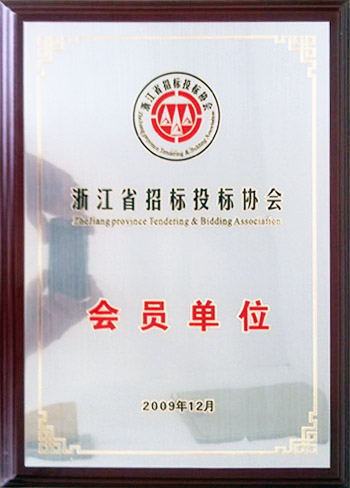 浙江省招标投标协会
Zhejiang province Tendering & Bidding Association
浙江省招标投标协会
ZheJiang province Tendering & Bidding Association
会员单位
2009年12月